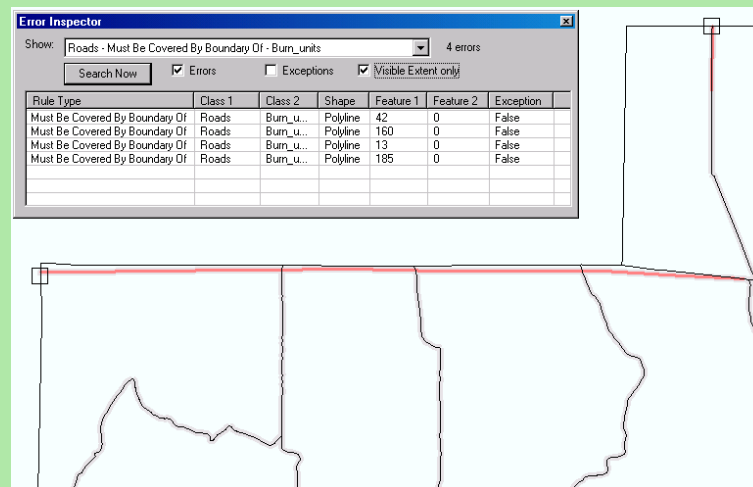 Error Inspector
Show: Roads - Must Be Covered By Boundary Of - Burn_units 4 errors
Search Now Errors Exceptions Visible Extent only
Rule Type Class 1 Class 2 Shape Feature 1 Feature 2 Exception
Must Be Covered By Boundary Of Roads Burn_u... Polyline 42 0 False
Must Be Covered By Boundary Of Roads Burn_u... Polyline 160 0 False
Must Be Covered By Boundary Of Roads Burn_u... Polyline 13 0 False
Must Be Covered By Boundary Of Roads Burn_u... Polyline 185 0 False